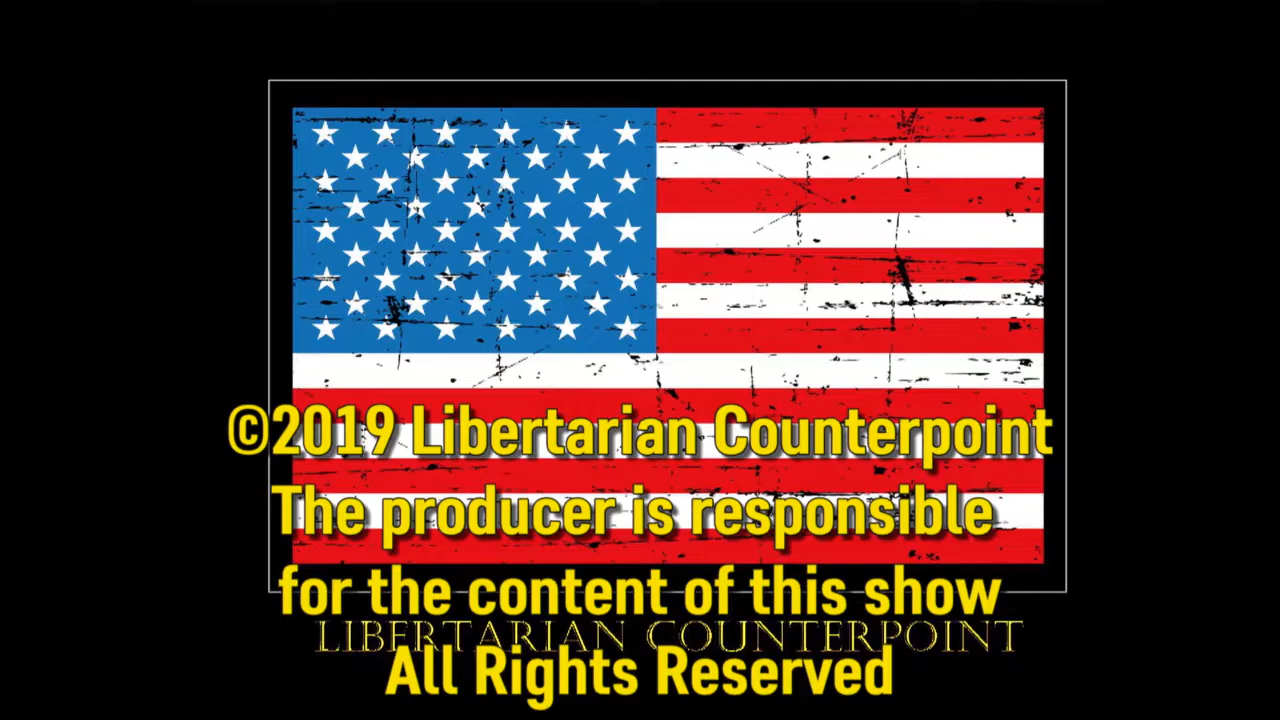 ©2019 Libertarian Counterpoint
The producer is responsible
for the content of this show
LIBERTARIAN COUNTERPOINT
All Rights Reserved